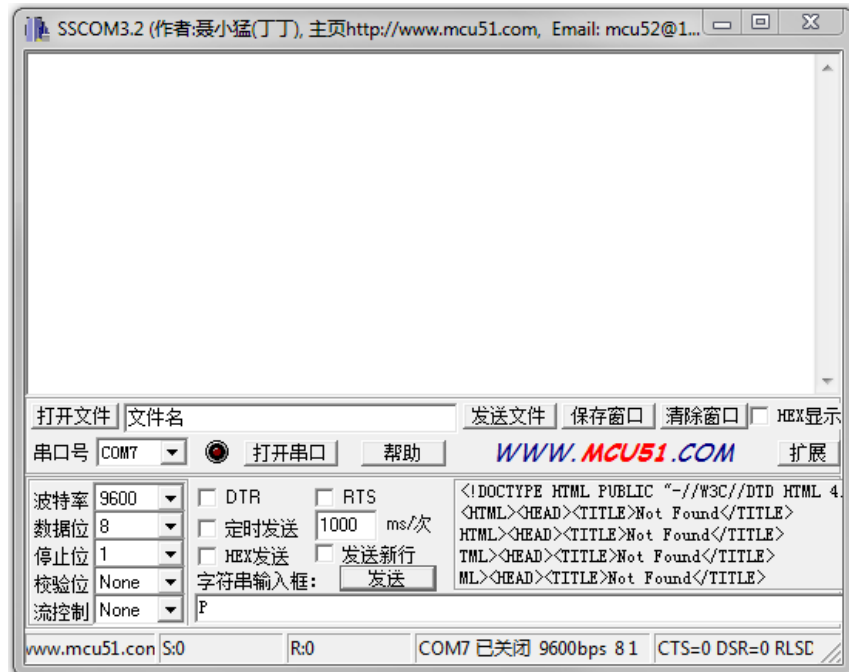 SSCOM3.2 (作者:聂小猛(丁丁), 主页http://www.mcu51.com, Email: mcu52@1...
打开文件 文件名 发送文件 保存窗口 清除窗口 HEX显示
串口号 COM7 打开串口 帮助 WWW.MCU51.COM 扩展
波特率 9600 DTR RTS <!DOCTYPE HTML PUBLIC "-//W3C//DTD HTML 4.
数据位 8 定时发送 1000 ms/次 <HTML><HEAD><TITLE>Not Found</TITLE>
HTML><HEAD><TITLE>Not Found</TITLE>
停止位 1 HEX发送 发送新行 TML><HEAD><TITLE>Not Found</TITLE>
校验位 None 字符串输入框: 发送 ML><HEAD><TITLE>Not Found</TITLE>
流控制 None P
www.mcu51.con S:0 R:0 COM7 已关闭 9600bps 8 1 CTS=0 DSR=0 RLSD